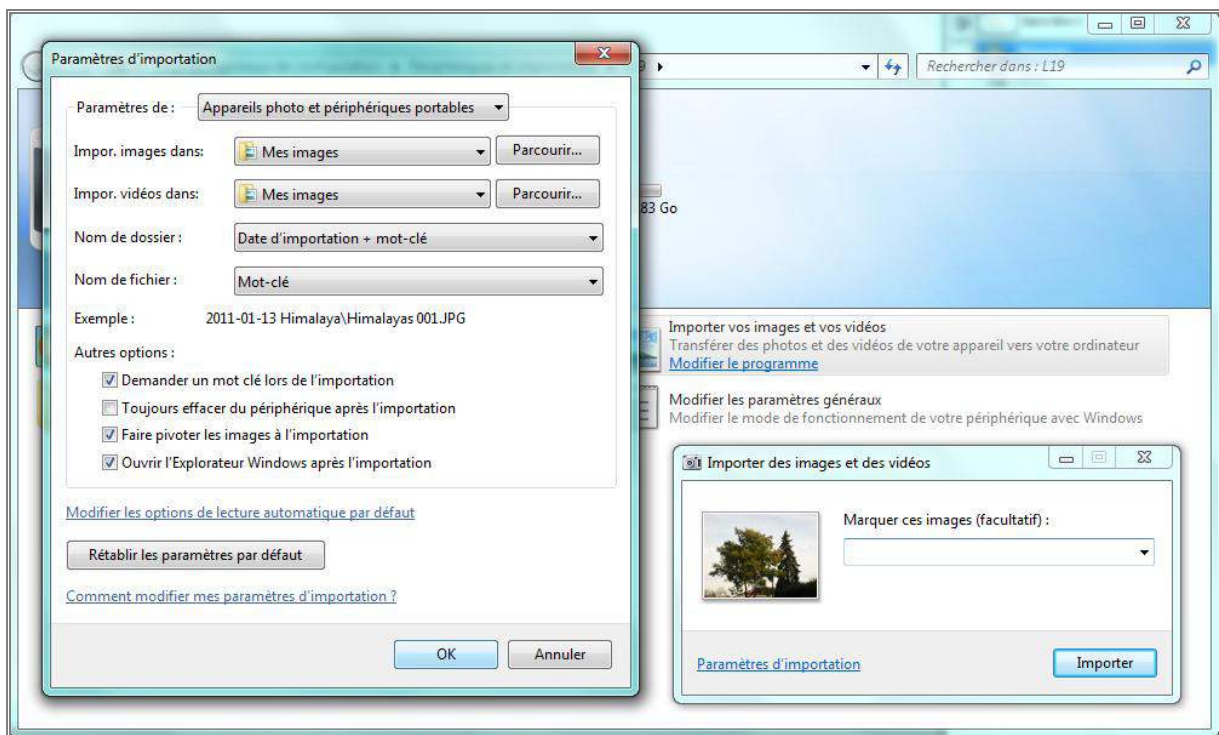 Paramètres d'importation
Paramètres de :
Appareils photo et périphériques portables
Impor. images dans:
Mes images
Parcourir...
Impor. vidéos dans:
Mes images
Parcourir...
Nom de dossier :
Date d'importation + mot-clé
Nom de fichier :
Mot-clé
Exemple :
2011-01-13 Himalaya\Himalayas 001.JPG
Autres options :
Demander un mot clé lors de l'importation
Toujours effacer du périphérique après l'importation
Faire pivoter les images à l'importation
Ouvrir l'Explorateur Windows après l'importation
Modifier les options de lecture automatique par défaut
Rétablir les paramètres par défaut
Comment modifier mes paramètres d'importation ?
OK
Annuler
Rechercher dans : L19
83 Go
Importer vos images et vos vidéos
Transférer des photos et des vidéos de votre appareil vers votre ordinateur
Modifier le programme
Modifier les paramètres généraux
Modifier le mode de fonctionnement de votre périphérique avec Windows
Importer des images et des vidéos
Marquer ces images (facultatif) :
Paramètres d'importation
Importer